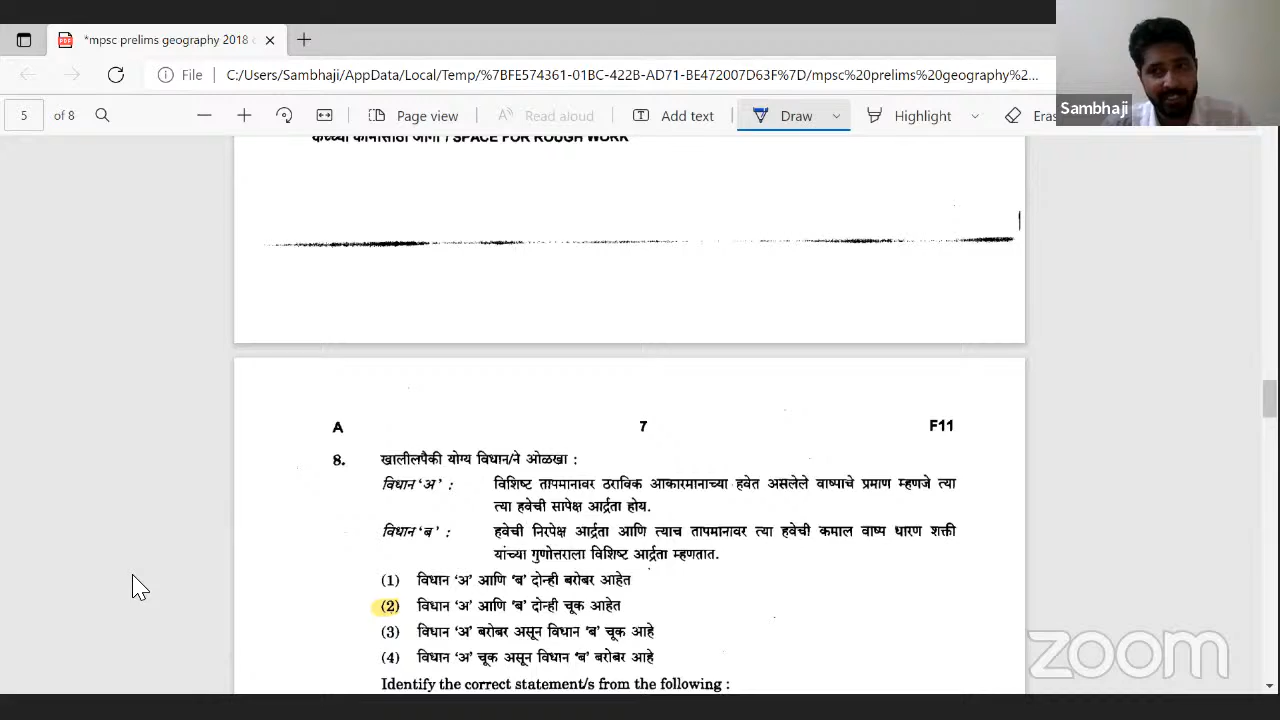 *mpsc prelims geography 2018
File C:/Users/Sambhaji/AppData/Local/Temp/%7BFE574361-01BC-422B-AD71-BE472007D63F%7D/mpsc%20prelims%20geography%2...
5 of 8 Page view Read aloud Add text Draw Highlight Eras
Sambhaji
कच्च्या कामासाठी जागा / SPACE FOR ROUGH WORK
A 7 F11
8. खालीलपैकी योग्य विधान/ने ओळखा :
विधान ‘अ’ : विशिष्ट तापमानावर ठराविक आकारमानाच्या हवेत असलेले वाष्पाचे प्रमाण म्हणजे त्या
त्या हवेची सापेक्ष आर्द्रता होय.
विधान ‘ब’ : हवेची निरपेक्ष आर्द्रता आणि त्याच तापमानावर त्या हवेची कमाल वाष्प धारण शक्ती
यांच्या गुणोत्तराला विशिष्ट आर्द्रता म्हणतात.
(1) विधान ‘अ’ आणि ‘ब’ दोन्ही बरोबर आहेत
(2) विधान ‘अ’ आणि ‘ब’ दोन्ही चूक आहेत
(3) विधान ‘अ’ बरोबर असून विधान ‘ब’ चूक आहे
(4) विधान ‘अ’ चूक असून विधान ‘ब’ बरोबर आहे
Identify the correct statement/s from the following :
zoom